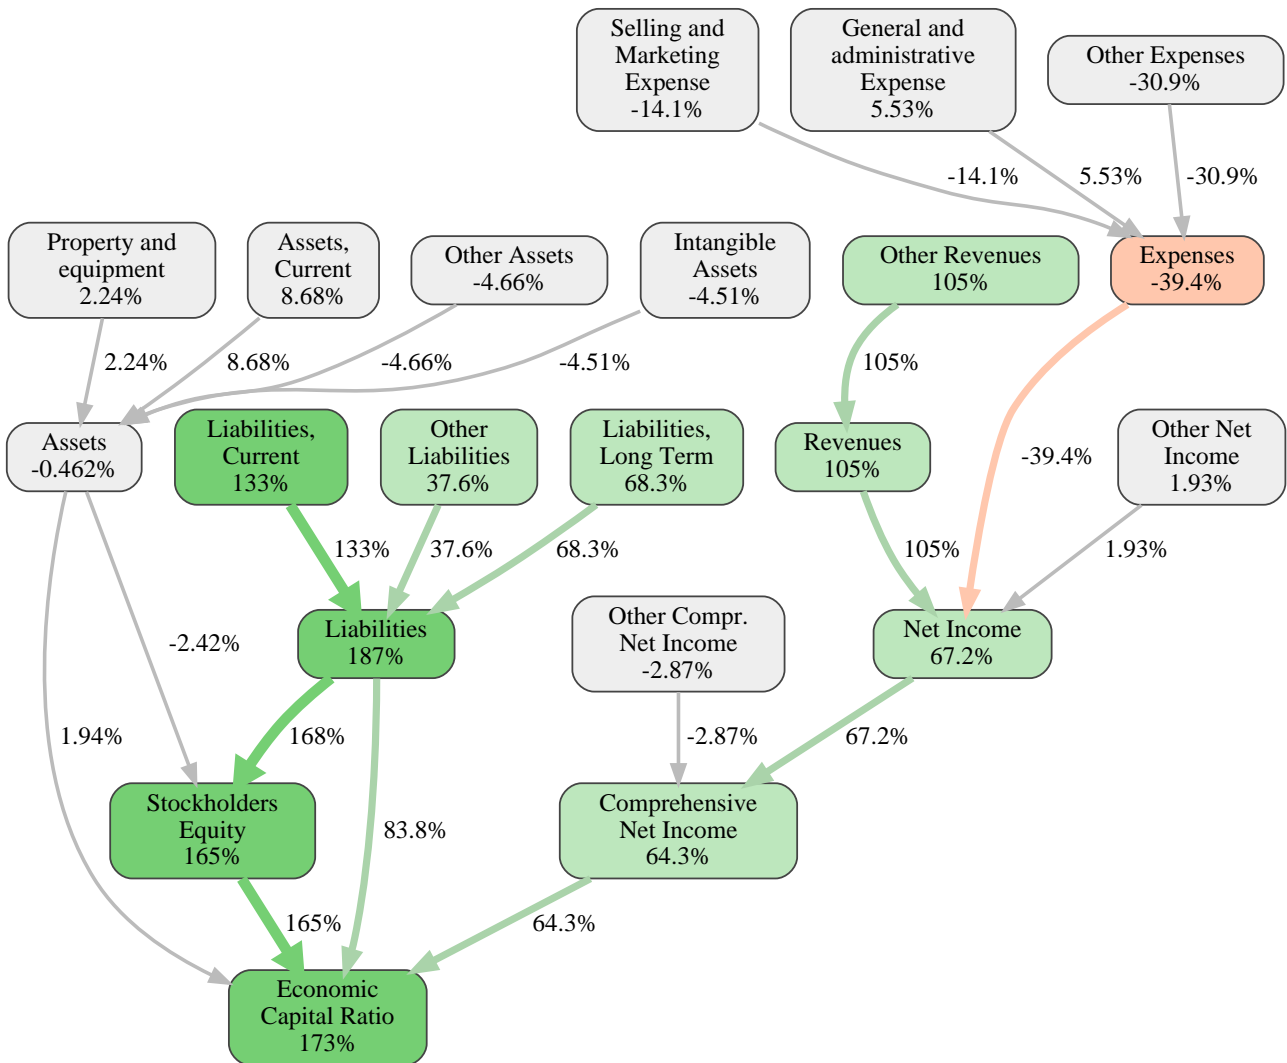 Selling and
Marketing
Expense
-14.1%
General and
administrative
Expense
5.53%
Other Expenses
-30.9%
-14.1%
5.53%
-30.9%
Property and
equipment
2.24%
Assets,
Current
8.68%
Other Assets
-4.66%
Intangible
Assets
-4.51%
Other Revenues
105%
Expenses
-39.4%
2.24%
8.68%
-4.66%
-4.51%
105%
-39.4%
Assets
-0.462%
Liabilities,
Current
133%
Other
Liabilities
37.6%
Liabilities,
Long Term
68.3%
Revenues
105%
Other Net
Income
1.93%
133%
37.6%
68.3%
105%
1.93%
Liabilities
187%
Other Compr.
Net Income
-2.87%
Net Income
67.2%
-2.42%
1.94%
168%
-2.87%
67.2%
Stockholders
Equity
165%
83.8%
Comprehensive
Net Income
64.3%
165%
64.3%
Economic
Capital Ratio
173%